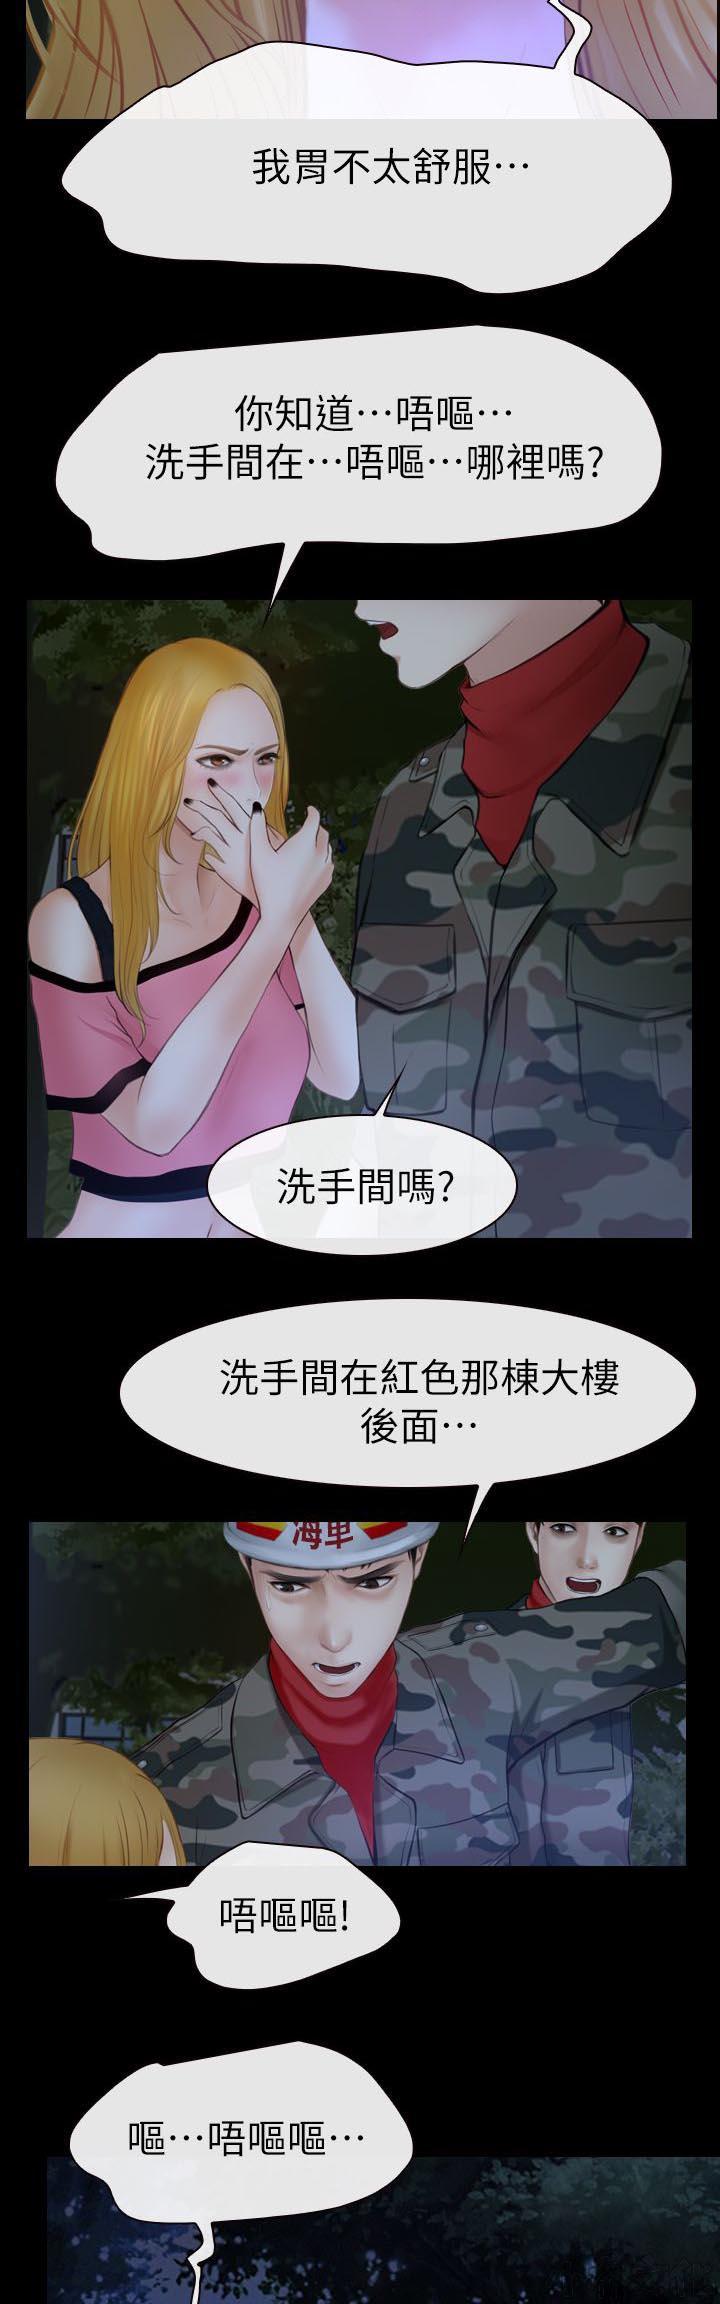 我胃不太舒服…
你知道…唔嘔…
洗手間在…唔嘔…哪裡嗎?
洗手間嗎?
洗手間在紅色那棟大樓
後面…
唔嘔嘔!
嘔…唔嘔嘔…